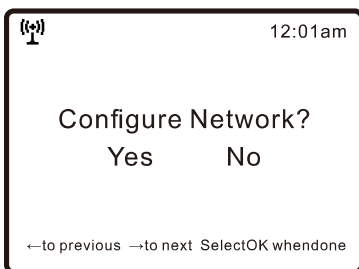 12:01am
Configure Network?
Yes No
←to previous →to next SelectOK whendone